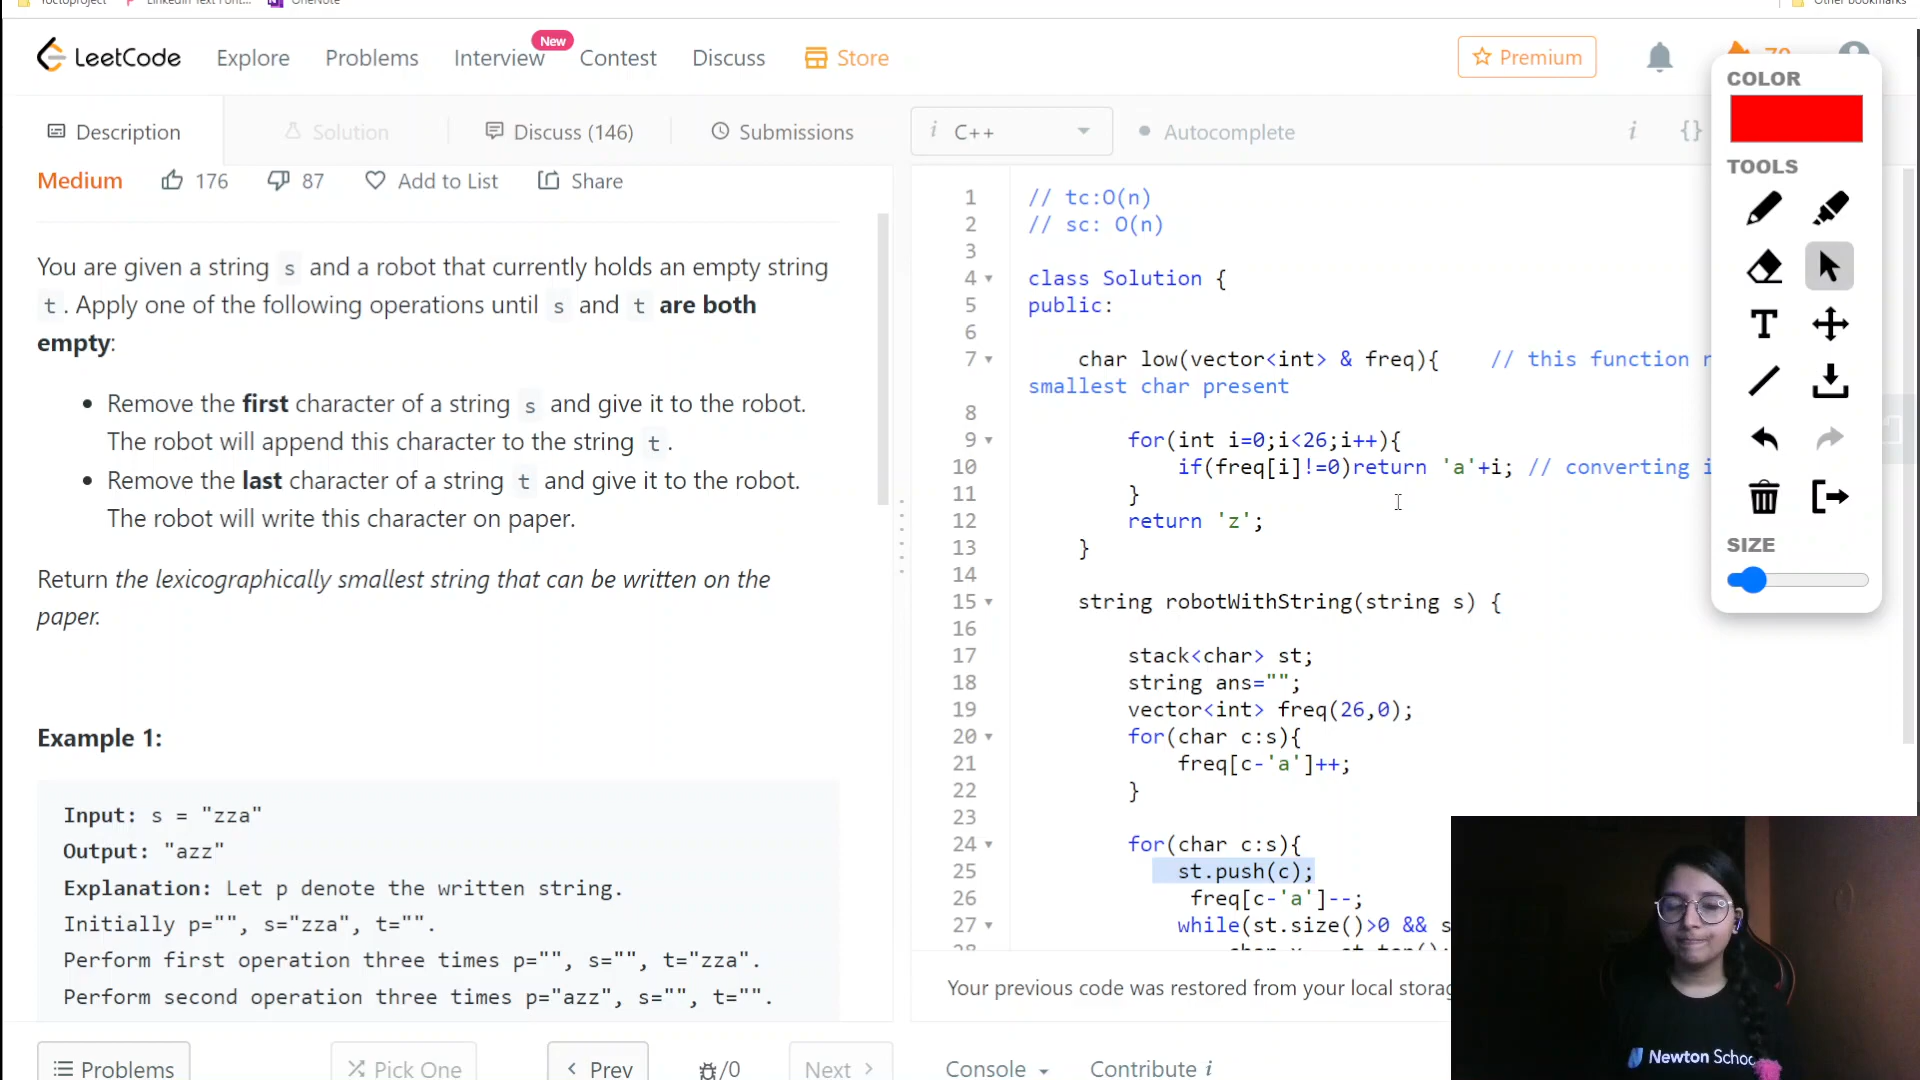 Yoctoproject
LinkedIn Text Font...
OneNote
Other bookmarks
LeetCode
Explore
Problems
Interview
New
Contest
Discuss
Store
Premium
Description
Solution
Discuss (146)
Submissions
i C++
Autocomplete
i {}
Medium 176 87 Add to List Share
You are given a string s and a robot that currently holds an empty string
t. Apply one of the following operations until s and t are both
empty:
• Remove the first character of a string s and give it to the robot.
The robot will append this character to the string t.
• Remove the last character of a string t and give it to the robot.
The robot will write this character on paper.
Return the lexicographically smallest string that can be written on the
paper.
Example 1:
Input: s = "zza"
Output: "azz"
Explanation: Let p denote the written string.
Initially p="", s="zza", t="".
Perform first operation three times p="", s="", t="zza".
Perform second operation three times p="azz", s="", t="".
Problems
Pick One
< Prev
/0
Next >
1 // tc:O(n)
2 // sc: O(n)
3
4 class Solution {
5 public:
6
7 char low(vector<int> & freq){ // this function r
smallest char present
8
9 for(int i=0;i<26;i++){
10 if(freq[i]!=0)return 'a'+i; // converting i
11 }
12 return 'z';
13 }
14
15 string robotWithString(string s) {
16
17 stack<char> st;
18 string ans="";
19 vector<int> freq(26,0);
20 for(char c:s){
21 freq[c-'a']++;
22 }
23
24 for(char c:s){
25 st.push(c);
26 freq[c-'a']--;
27 while(st.size()>0 && s
Your previous code was restored from your local storag
Console
Contribute i
COLOR
TOOLS
T
SIZE
Newton Schoo